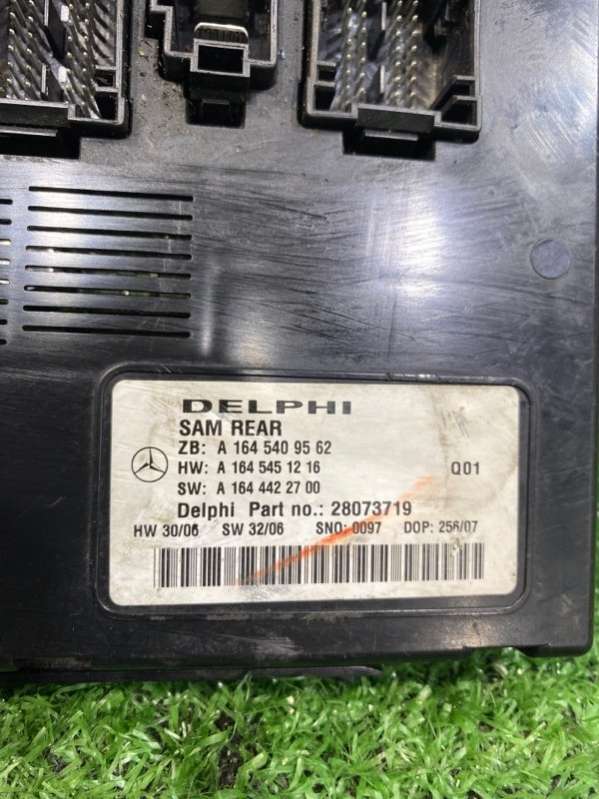 DELPHI
SAM REAR
ZB: A 164 540 95 62
HW: A 164 545 12 16 Q01
SW: A 164 442 27 00
Delphi Part no.: 28073719
HW 30/06 SW 32/06 SNO: 0097 DOP: 256/07